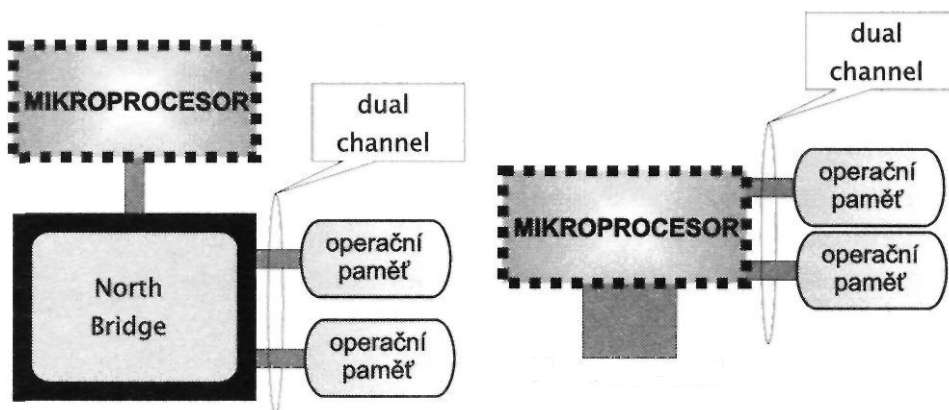 MIKROPROCESOR
dual
channel
North
Bridge
operační
paměť
operační
paměť
dual
channel
MIKROPROCESOR
operační
paměť
operační
paměť